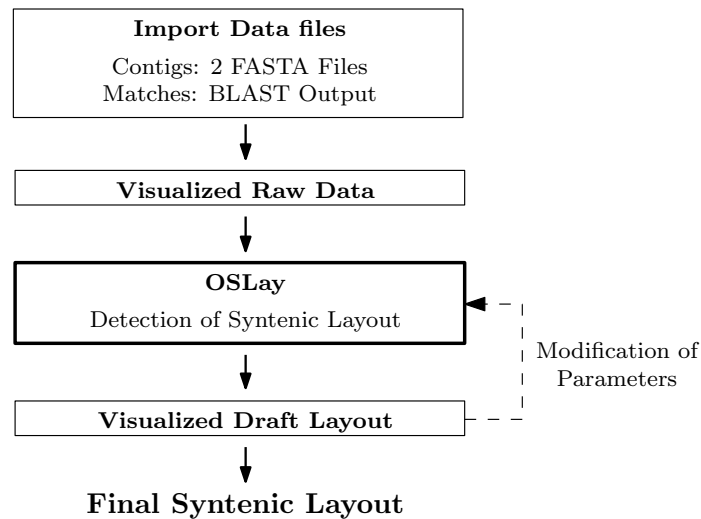 Import Data files
Contigs: 2 FASTA Files
Matches: BLAST Output
Visualized Raw Data
OSLay
Detection of Syntenic Layout
Modification of
Parameters
Visualized Draft Layout
Final Syntenic Layout